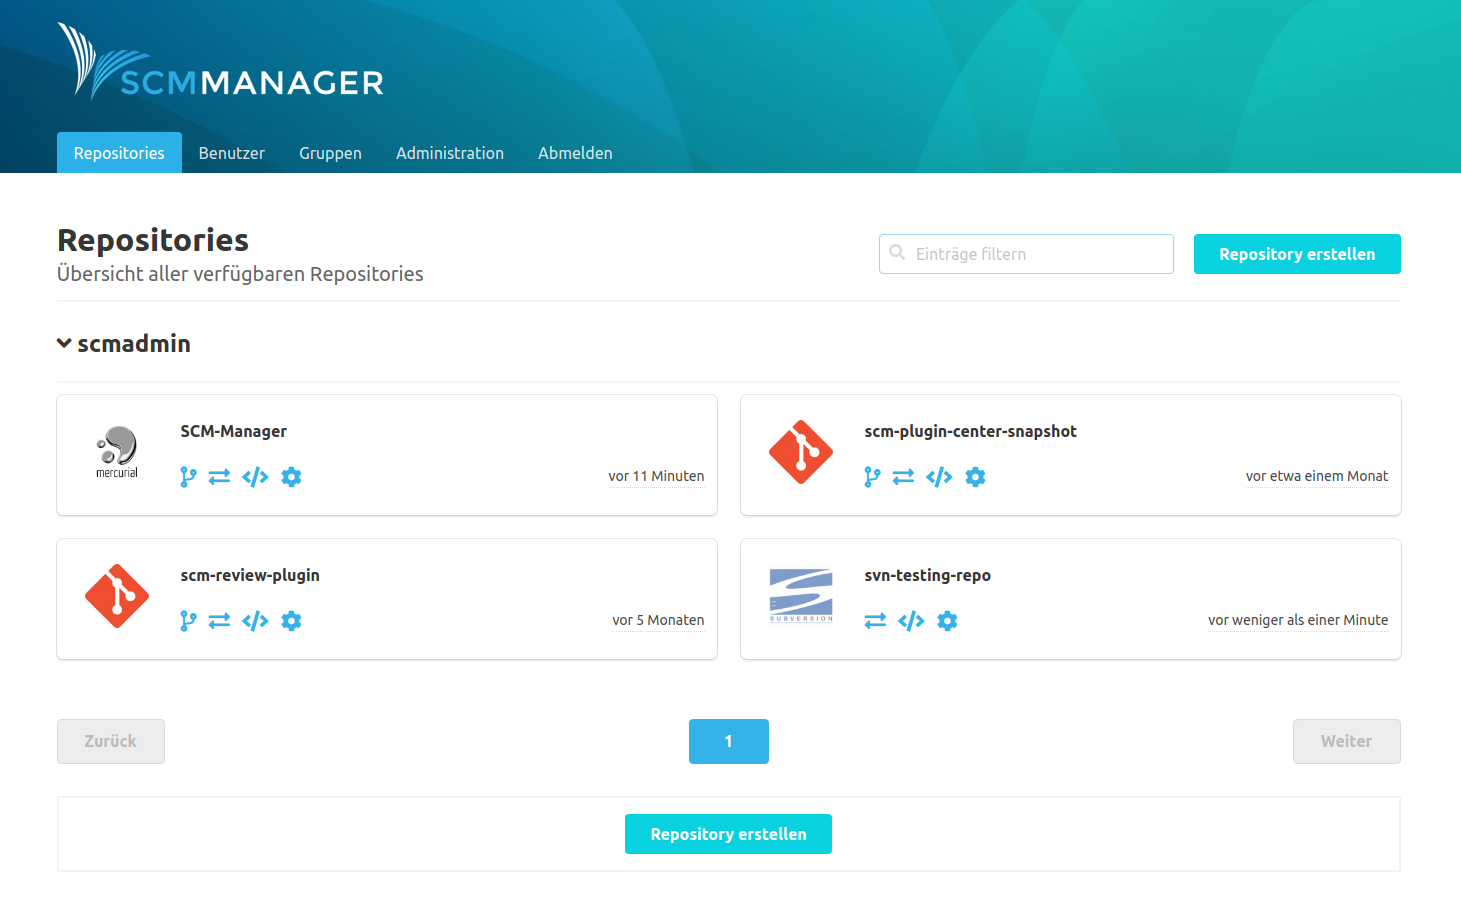 SCMMANAGER
Repositories Benutzer Gruppen Administration Abmelden
Repositories
Übersicht aller verfügbaren Repositories
Einträge filtern
Repository erstellen
scmadmin
mercurial
SCM-Manager
vor 11 Minuten
scm-plugin-center-snapshot
vor etwa einem Monat
scm-review-plugin
vor 5 Monaten
SUBVERSION
svn-testing-repo
vor weniger als einer Minute
Zurück 1 Weiter
Repository erstellen